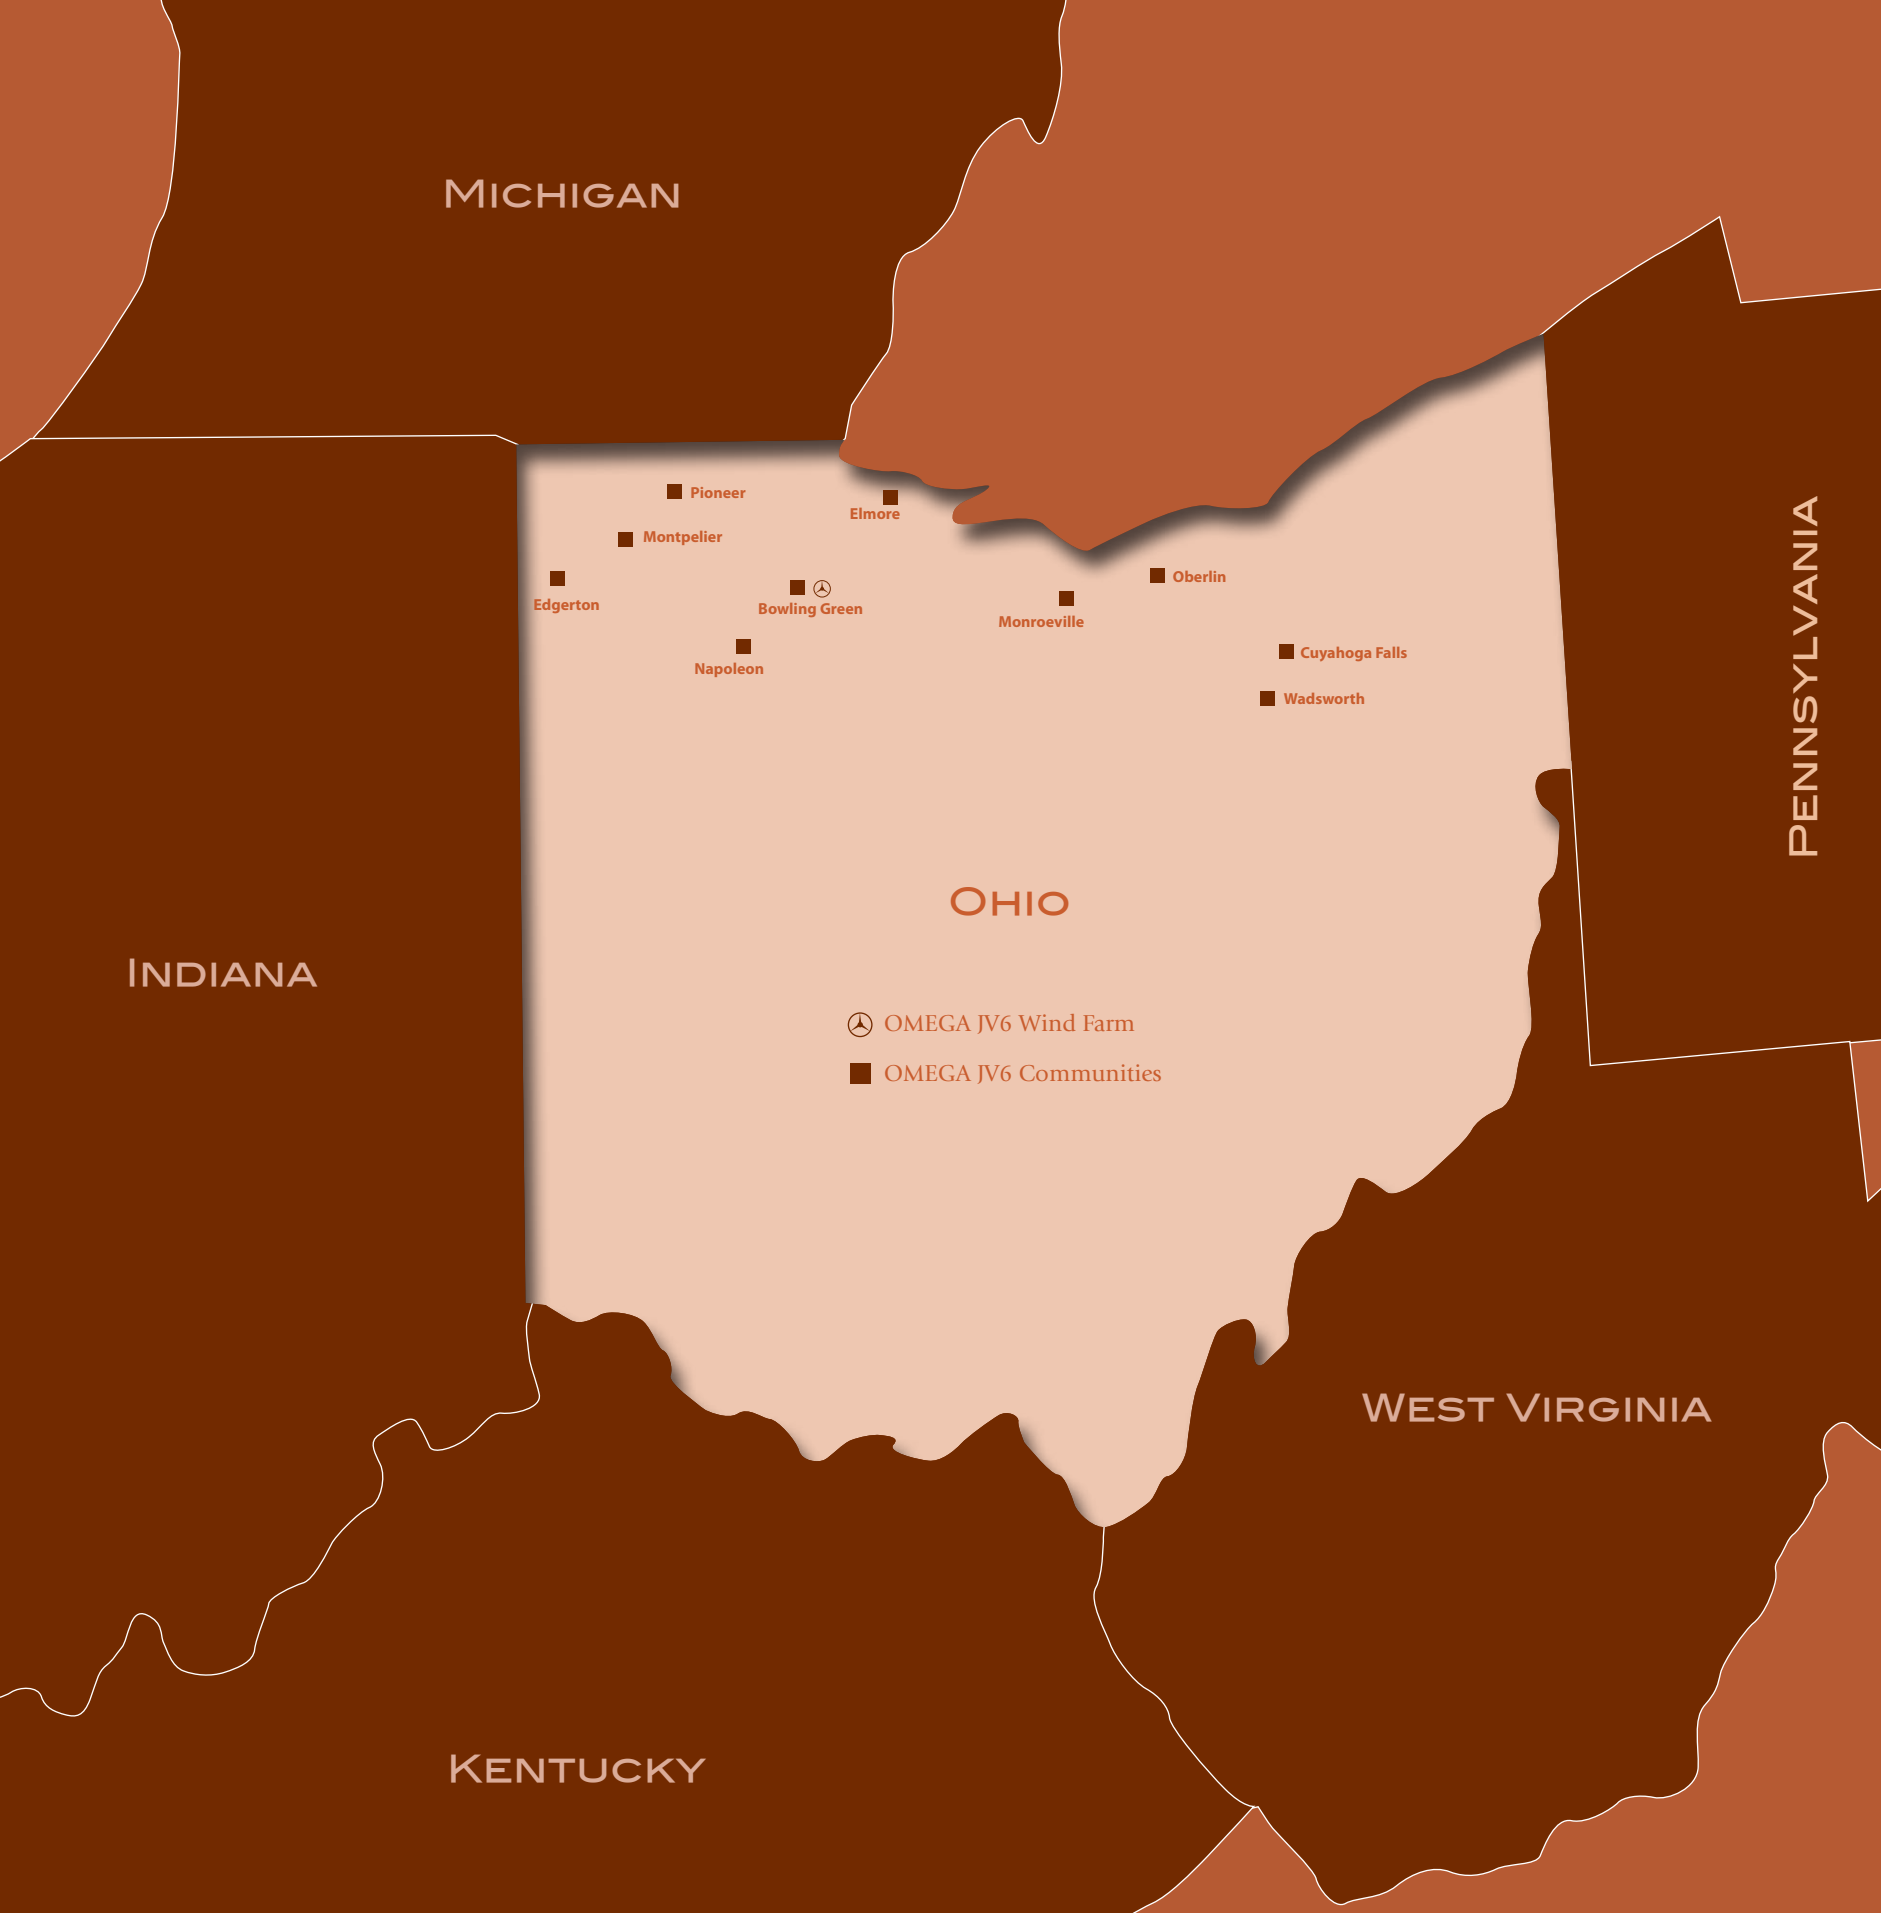 Michigan
Pioneer
Elmore
Montpelier
Edgerton
Bowling Green
Oberlin
Monroeville
Napoleon
Cuyahoga Falls
Wadsworth
Pennsylvania
Ohio
Indiana
OMEGA JV6 Wind Farm
OMEGA JV6 Communities
West Virginia
Kentucky